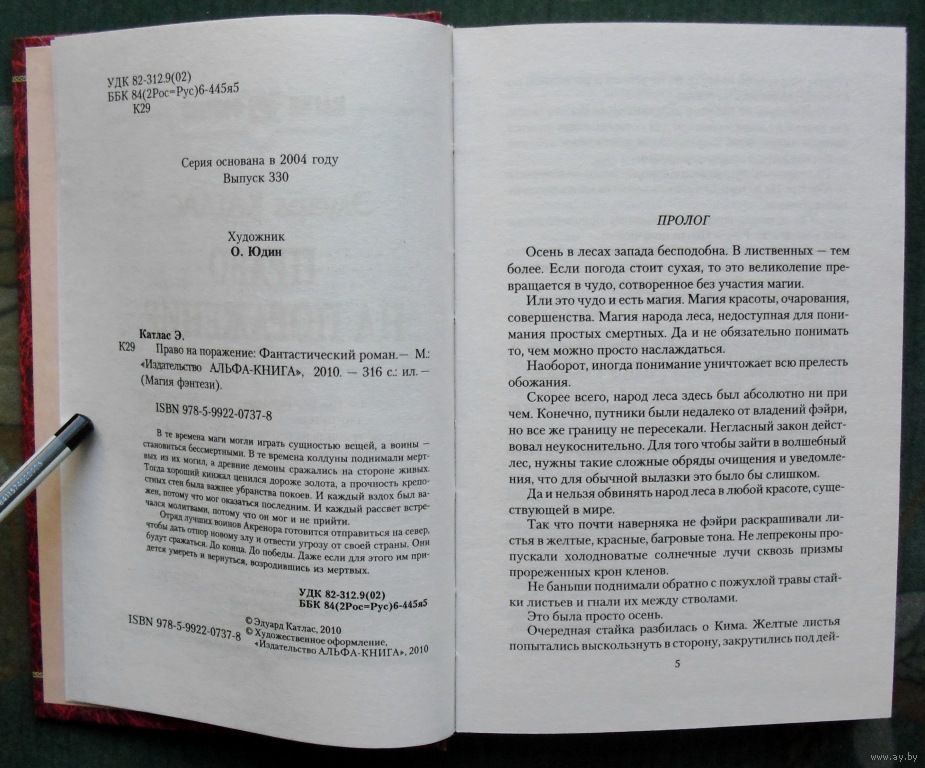 УДК 82-312.9(02)
ББК 84(2Рос=Рус)6-445я5
К29
Серия основана в 2004 году
Выпуск 330
Художник
О. Юдин
Катлас Э.
К29 Право на поражение: Фантастический роман.— М.:
«Издательство АЛЬФА-КНИГА», 2010. — 316 с.: ил. —
(Магия фэнтези).
ISBN 978-5-9922-0737-8
В те времена маги могли играть сущностью вещей, а воины —
становиться бессмертными. В те времена колдуны поднимали мерт-
вых из их могил, а древние демоны сражались на стороне живых.
Тогда хороший кинжал ценился дороже золота, а прочность крепо-
стных стен была важнее убранства покоев. И каждый вздох был ва-
жен, потому что мог оказаться последним. И каждый рассвет встре-
чался молитвами, потому что он мог и не прийти.
Отряд лучших воинов Акренора готовится отправиться на север,
чтобы дать отпор новому злу и отвести угрозу от своей страны. Они
будут сражаться. До конца. До победы. Даже если для этого им при-
дется умереть и вернуться, возродившись из мертвых.
УДК 82-312.9(02)
ББК 84(2Рос=Рус)6-445я5
© Эдуард Катлас, 2010
© Художественное оформление,
«Издательство АЛЬФА-КНИГА», 2010
ISBN 978-5-9922-0737-8
ПРОЛОГ
Осень в лесах запада бесподобна. В лиственных — тем
более. Если погода стоит сухая, то это великолепие пре-
вращается в чудо, сотворенное без участия магии.
Или это чудо и есть магия. Магия красоты, очарования,
совершенства. Магия народа леса, недоступная для пони-
мания простых смертных. Да и не обязательно понимать
то, чем можно просто наслаждаться.
Наоборот, иногда понимание уничтожает всю прелесть
обожания.
Скорее всего, народ леса здесь был абсолютно ни при
чем. Конечно, путники были недалеко от владений фэйри,
но все же границу не пересекали. Негласный закон дейст-
вовал неукоснительно. Для того чтобы зайти в волшебный
лес, нужны такие сложные обряды очищения и уведомле-
ния, что для обычной вылазки это было бы слишком.
Да и нельзя обвинять народ леса в любой красоте, суще-
ствующей в мире.
Так что почти наверняка не фэйри раскрашивали ли-
стья в желтые, красные, багровые тона. Не лепреконы про-
пускали холодноватые солнечные лучи сквозь призмы
прореженных крон кленов.
Не баньши поднимали обратно с пожухлой травы стай-
ки листьев и гнали их между стволами.
Это была просто осень.
Очередная стайка разбилась о Кима. Желтые листья
попытались выскользнуть в сторону, закрутились под дей-
5
www.ay.by